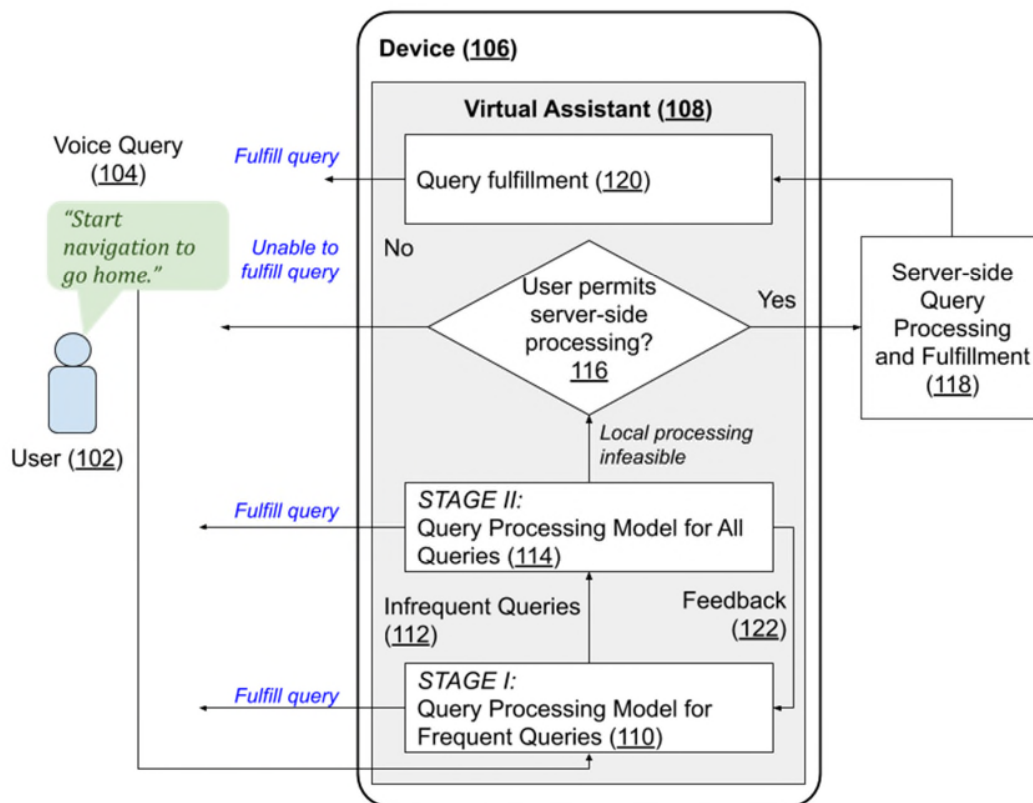 Device (106)
Virtual Assistant (108)
Voice Query
(104)
"Start
navigation to
go home."
User (102)
Fulfill query
Query fulfillment (120)
Unable to
fulfill query
No
User permits
server-side
processing?
116
Yes
Server-side
Query
Processing
and Fulfillment
(118)
Local processing
infeasible
Fulfill query
STAGE II:
Query Processing Model for All
Queries (114)
Infrequent Queries
(112)
Feedback
(122)
Fulfill query
STAGE I:
Query Processing Model for
Frequent Queries (110)